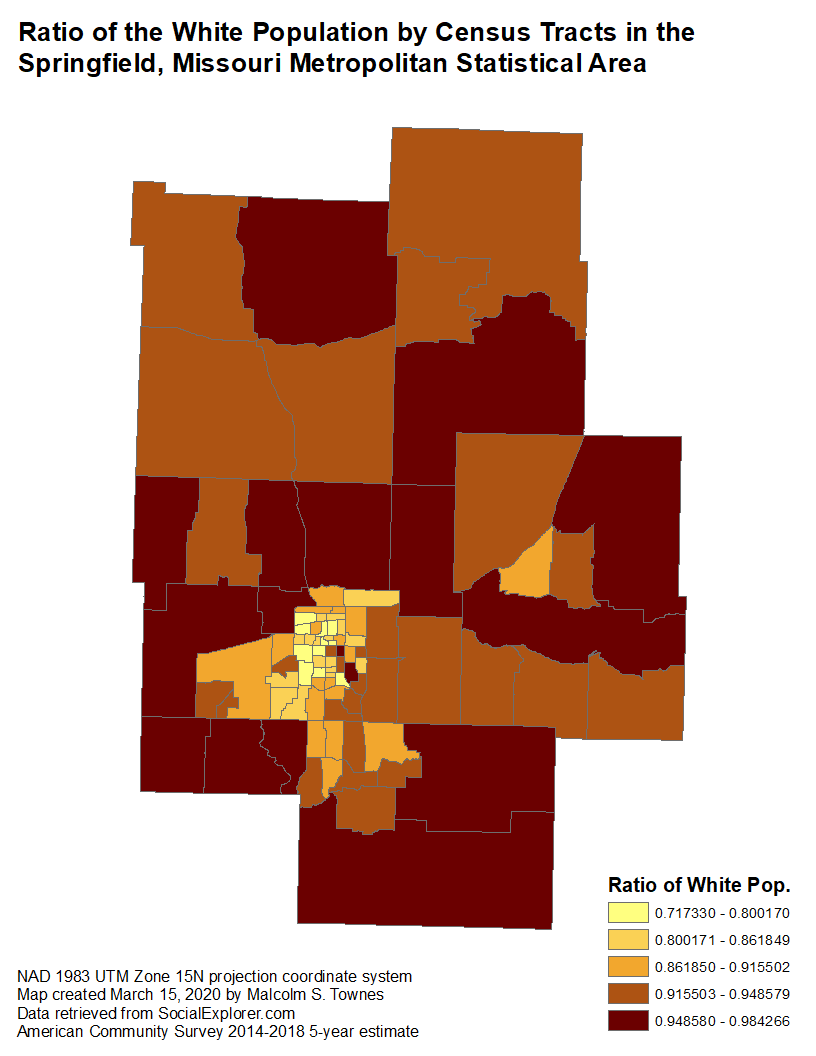 Ratio of the White Population by Census Tracts in the
Springfield, Missouri Metropolitan Statistical Area
Ratio of White Pop.
0.717330 - 0.800170
0.800171 - 0.861849
0.861850 - 0.915502
0.915503 - 0.948579
0.948580 - 0.984266
NAD 1983 UTM Zone 15N projection coordinate system
Map created March 15, 2020 by Malcolm S. Townes
Data retrieved from SocialExplorer.com
American Community Survey 2014-2018 5-year estimate